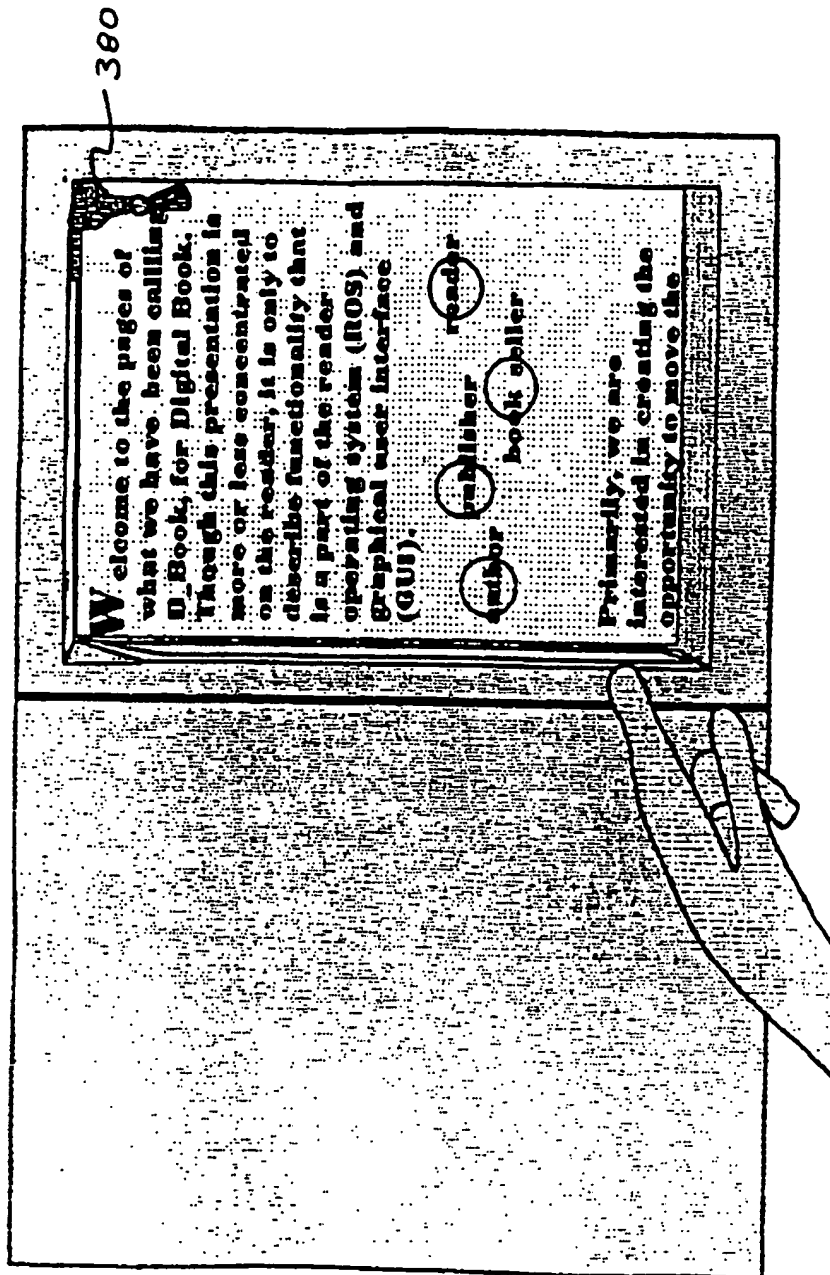 380
Welcome to the pages of
what we have been callling
D_Book, for Digital Book.
Though this presentation is
more or less concentrated
on the reader, it is only to
describe functionality that
is a part of the reader
operating system (ROS) and
graphical user interface
(GUI).
author publisher reader
book seller
Primarily, we are
interested in creating the
opportunity to move the